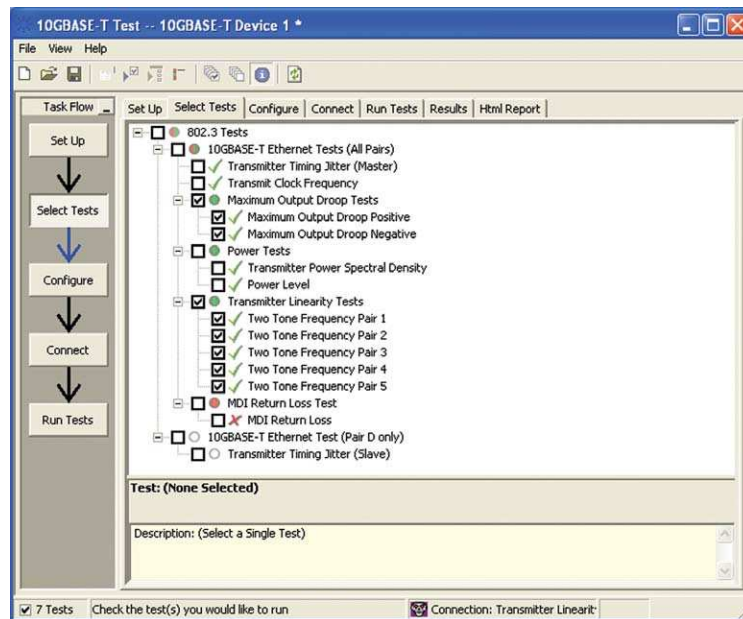 10GBASE-T Test -- 10GBASE-T Device 1 *
File View Help
Task Flow
Set Up
Select Tests
Configure
Connect
Run Tests
Set Up Select Tests Configure Connect Run Tests Results Html Report
802.3 Tests
10GBASE-T Ethernet Tests (All Pairs)
Transmitter Timing Jitter (Master)
Transmit Clock Frequency
Maximum Output Droop Tests
Maximum Output Droop Positive
Maximum Output Droop Negative
Power Tests
Transmitter Power Spectral Density
Power Level
Transmitter Linearity Tests
Two Tone Frequency Pair 1
Two Tone Frequency Pair 2
Two Tone Frequency Pair 3
Two Tone Frequency Pair 4
Two Tone Frequency Pair 5
MDI Return Loss Test
MDI Return Loss
10GBASE-T Ethernet Test (Pair D only)
Transmitter Timing Jitter (Slave)
Test: (None Selected)
Description: (Select a Single Test)
7 Tests Check the test(s) you would like to run Connection: Transmitter Linearit